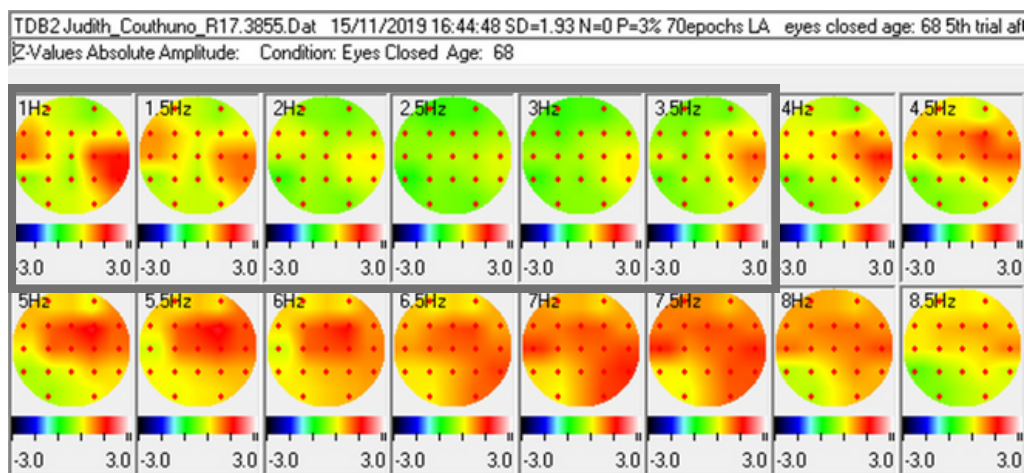 TDB2 Judith_Couthuno_R17.3855.Dat 15/11/2019 16:44:48 SD=1.93 N=0 P=3% 70epochs LA eyes closed age: 68 5th trial aft
Z-Values Absolute Amplitude: Condition: Eyes Closed Age: 68
1Hz 1.5Hz 2Hz 2.5Hz 3Hz 3.5Hz 4Hz 4.5Hz
-3.0 3.0 -3.0 3.0 -3.0 3.0 -3.0 3.0 -3.0 3.0 -3.0 3.0 -3.0 3.0 -3.0 3.0
5Hz 5.5Hz 6Hz 6.5Hz 7Hz 7.5Hz 8Hz 8.5Hz
-3.0 3.0 -3.0 3.0 -3.0 3.0 -3.0 3.0 -3.0 3.0 -3.0 3.0 -3.0 3.0 -3.0 3.0